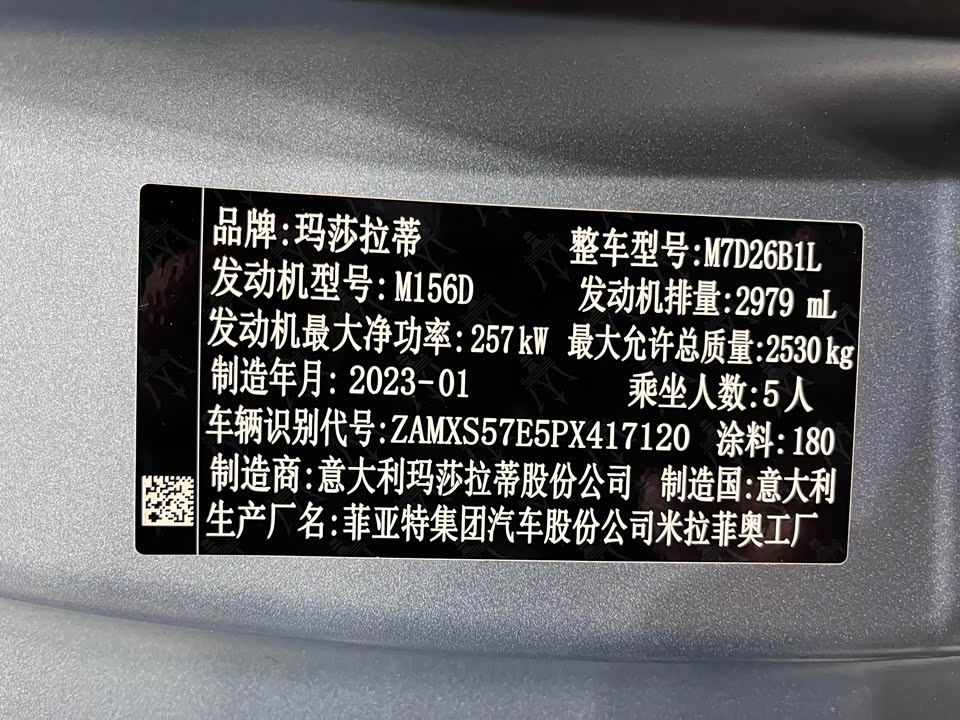 品牌:玛莎拉蒂 整车型号:M7D26B1L
发动机型号:M156D 发动机排量:2979 mL
发动机最大净功率:257kW 最大允许总质量:2530kg
制造年月:2023-01 乘坐人数:5人
车辆识别代号:ZAMXS57E5PX417120 涂料:180
制造商:意大利玛莎拉蒂股份公司 制造国:意大利
生产厂名:菲亚特集团汽车股份公司米拉菲奥工厂